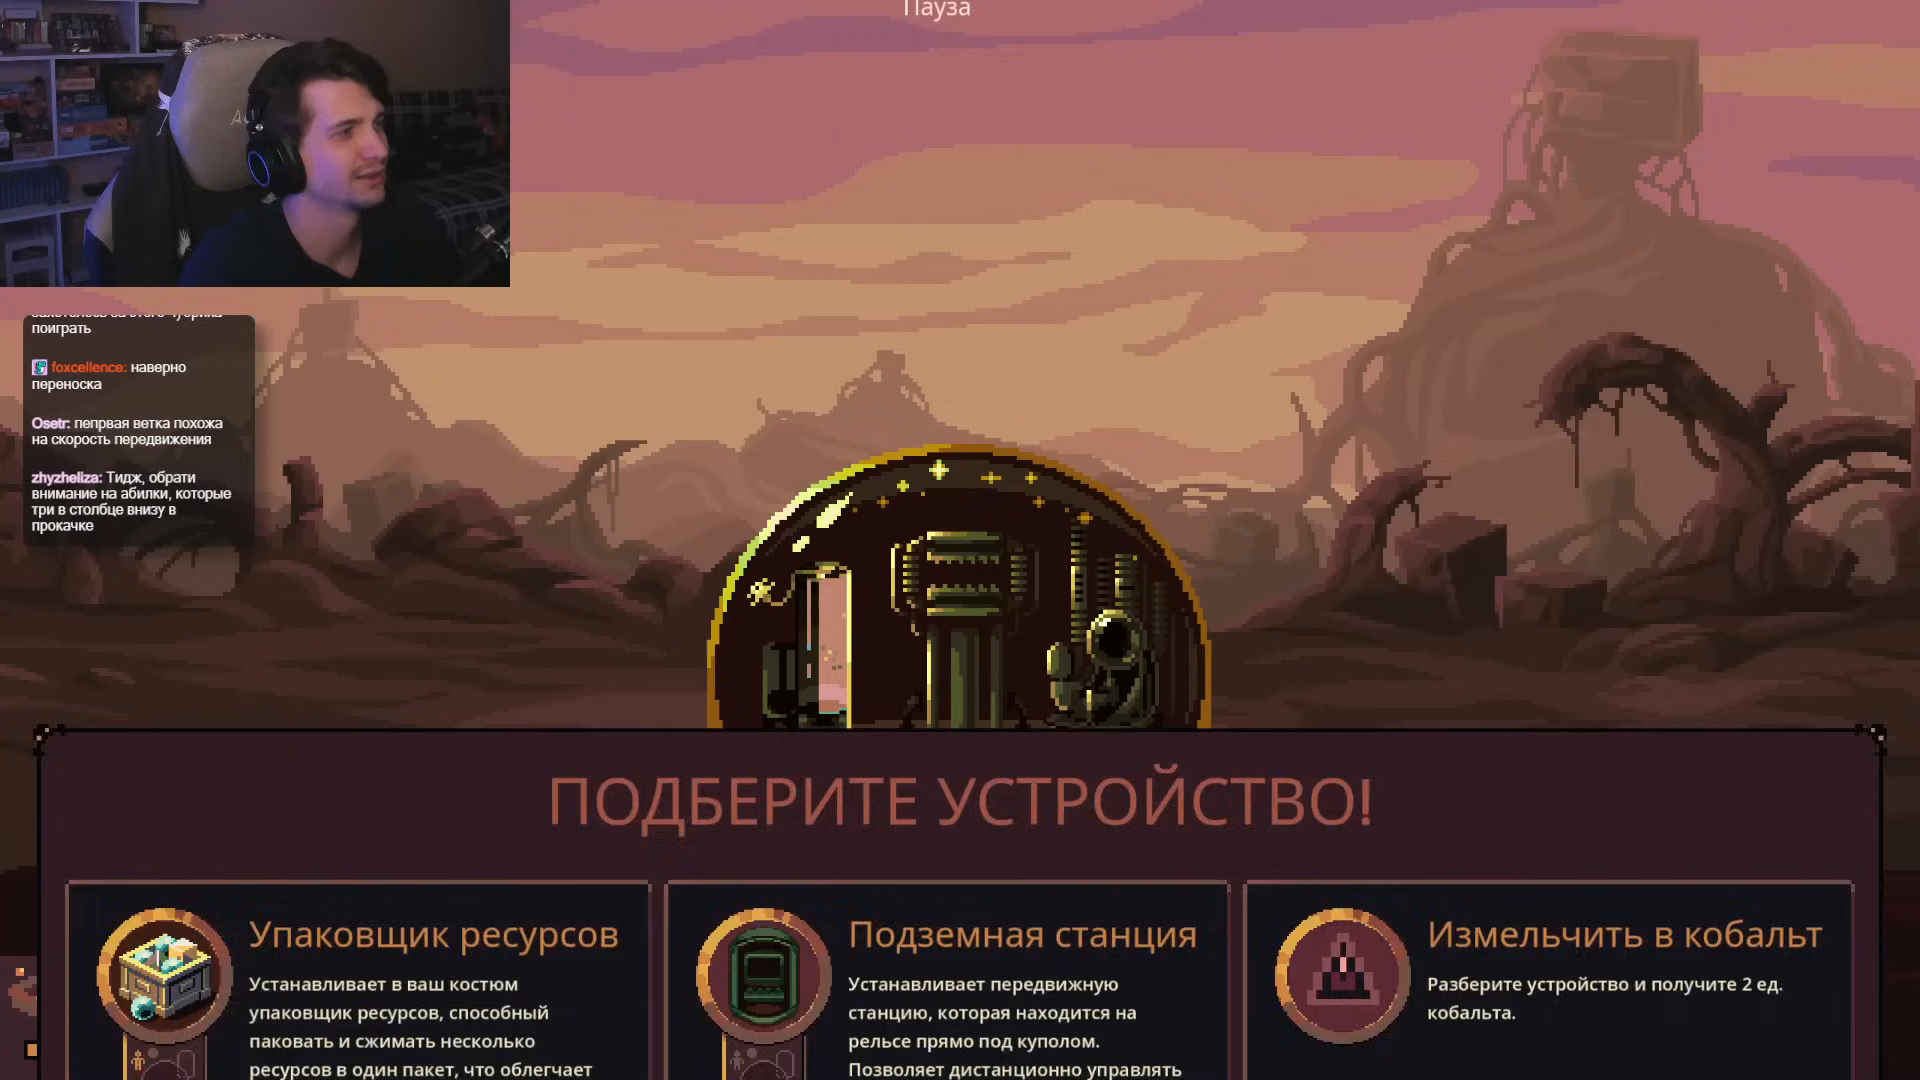 Пауза
поиграть
foxcellence: наверно
переноска
Osetr: пепрвая ветка похожа
на скорость передвижения
zhyzheliza: Тидж, обрати
внимание на абилки, которые
три в столбце внизу в
прокачке
ПОДБЕРИТЕ УСТРОЙСТВО!
Упаковщик ресурсов
Устанавливает в ваш костюм
упаковщик ресурсов, способный
паковать и сжимать несколько
ресурсов в один пакет, что облегчает
Подземная станция
Устанавливает передвижную
станцию, которая находится на
рельсе прямо под куполом.
Позволяет дистанционно управлять
Измельчить в кобальт
Разберите устройство и получите 2 ед.
кобальта.